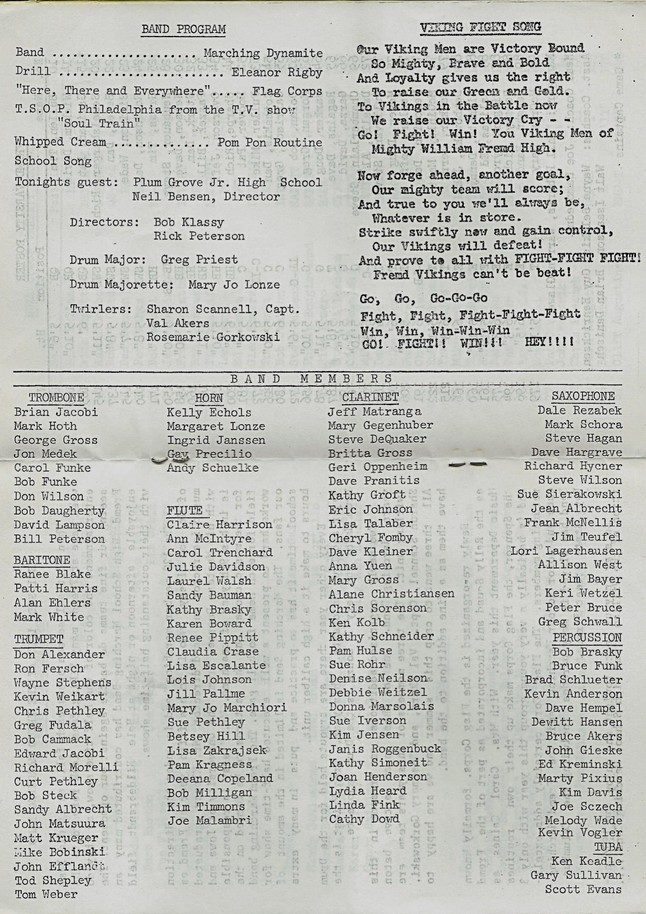 BAND PROGRAM
Band .................... Marching Dynamite
Drill ....................... Eleanor Rigby
"Here, There and Everywhere"..... Flag Corps
T.S.O.P. Philadelphia from the T.V. show
"Soul Train"
Whipped Cream ............. Pom Pon Routine
School Song
Tonights guest: Plum Grove Jr. High School
Neil Bensen, Director
Directors: Bob Klassy
Rick Peterson
Drum Major: Greg Priest
Drum Majorette: Mary Jo Lonze
Twirlers: Sharon Scannell, Capt.
Val Akers
Rosemarie Gorkowski
VIKING FIGHT SONG
Our Viking Men are Victory Bound
So Mighty, Brave and Bold
And Loyalty gives us the right
To raise our Green and Gold.
To Vikings in the Battle now
We raise our Victory Cry - -
Go! Fight! Win! You Viking Men of
Mighty William Fremd High.
Now forge ahead, another goal,
Our mighty team will score;
And true to you we'll always be,
Whatever is in store.
Strike swiftly now and gain control,
Our Vikings will defeat!
And prove to all with FIGHT-FIGHT FIGHT!
Fremd Vikings can't be beat!
Go, Go, Go-Go-Go
Fight, Fight, Fight-Fight-Fight
Win, Win, Win-Win-Win
GO! FIGHT!! WIN!!! HEY!!!!
BAND MEMBERS
TROMBONE
Brian Jacobi
Mark Hoth
George Gross
Jon Medek
Carol Funke
Bob Funke
Don Wilson
Bob Daugherty
David Lampson
Bill Peterson
BARITONE
Ranee Blake
Patti Harris
Alan Ehlers
Mark White
TRUMPET
Don Alexander
Ron Fersch
Wayne Stephens
Kevin Weikart
Chris Pethley
Greg Fudala
Bob Cammack
Edward Jacobi
Richard Morelli
Curt Pethley
Bob Steck
Sandy Albrecht
John Matsuura
Matt Krueger
Mike Bobinski
John Efflandt
Tod Shepley
Tom Weber
HORN
Kelly Echols
Margaret Lonze
Ingrid Janssen
Gay Precilio
Andy Schuelke
FLUTE
Claire Harrison
Ann McIntyre
Carol Trenchard
Julie Davidson
Laurel Walsh
Sandy Bauman
Kathy Brasky
Karen Boward
Renee Pippitt
Claudia Crase
Lisa Escalante
Lois Johnson
Jill Pallme
Mary Jo Marchiori
Sue Pethley
Betsey Hill
Lisa Zakrajsek
Pam Kragness
Deeana Copeland
Bob Milligan
Kim Timmons
Joe Malambri
CLARINET
Jeff Matranga
Mary Gegenhuber
Steve DeQuaker
Britta Gross
Geri Oppenheim
Dave Pranitis
Kathy Groft
Eric Johnson
Lisa Talaber
Cheryl Fomby
Dave Kleiner
Anna Yuen
Mary Gross
Alane Christiansen
Chris Sorenson
Ken Kolb
Kathy Schneider
Pam Hulse
Sue Rohr
Denise Neilson
Debbie Weitzel
Donna Marsolais
Sue Iverson
Kim Jensen
Janis Roggenbuck
Kathy Simoneit
Joan Henderson
Lydia Heard
Linda Fink
Cathy Dowd
SAXOPHONE
Dale Rezabek
Mark Schora
Steve Hagan
Dave Hargrave
Richard Hycner
Steve Wilson
Sue Sierakowski
Jean Albrecht
Frank McNellis
Jim Teufel
Lori Lagerhausen
Allison West
Jim Bayer
Keri Wetzel
Peter Bruce
Greg Schwall
PERCUSSION
Bob Brasky
Bruce Funk
Brad Schlueter
Kevin Anderson
Dave Hempel
Dewitt Hansen
Bruce Akers
John Gieske
Ed Kreminski
Marty Pixius
Kim Davis
Joe Sczech
Melody Wade
Kevin Vogler
TUBA
Ken Keadle
Gary Sullivan
Scott Evans